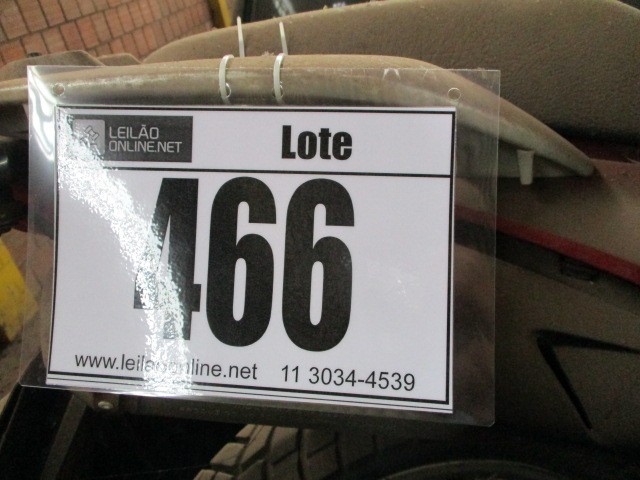 LEILÃO
ONLINE.NET
Lote
466
www.leilaoonline.net 11 3034-4539